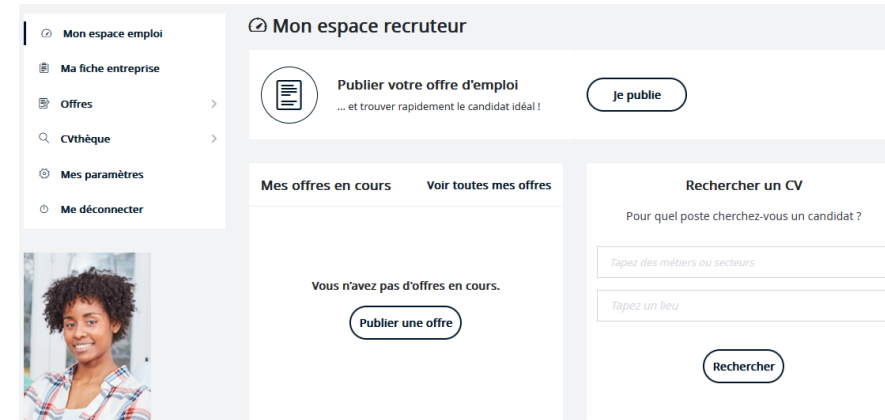 Mon espace emploi
Ma fiche entreprise
Offres
CVthèque
Mes paramètres
Me déconnecter
Mon espace recruteur
Publier votre offre d'emploi
... et trouver rapidement le candidat idéal !
Je publie
Mes offres en cours
Voir toutes mes offres
Vous n'avez pas d'offres en cours.
Publier une offre
Rechercher un CV
Pour quel poste cherchez-vous un candidat ?
Tapez des métiers ou secteurs
Tapez un lieu
Rechercher